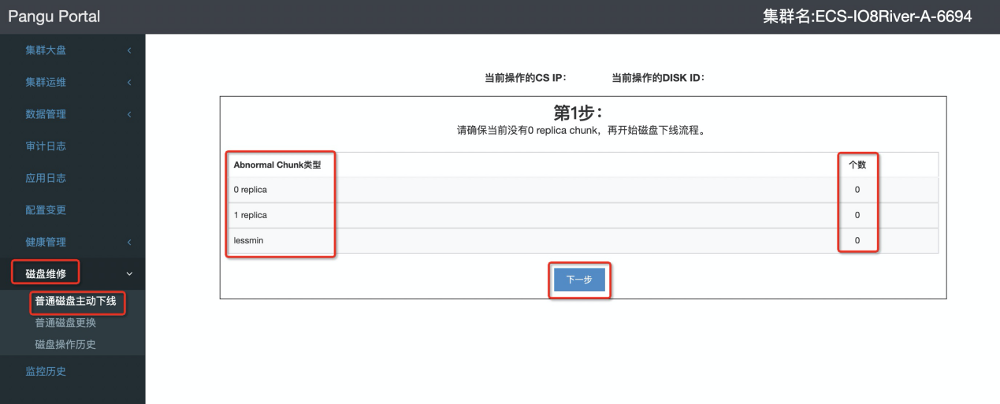 Pangu Portal
集群名:ECS-IO8River-A-6694
集群大盘
集群运维
数据管理
审计日志
应用日志
配置变更
健康管理
磁盘维修
普通磁盘主动下线
普通磁盘更换
磁盘操作历史
监控历史
当前操作的CS IP： 当前操作的DISK ID：
第1步：
请确保当前没有0 replica chunk，再开始磁盘下线流程。
Abnormal Chunk类型 个数
0 replica 0
1 replica 0
lessmin 0
下一步